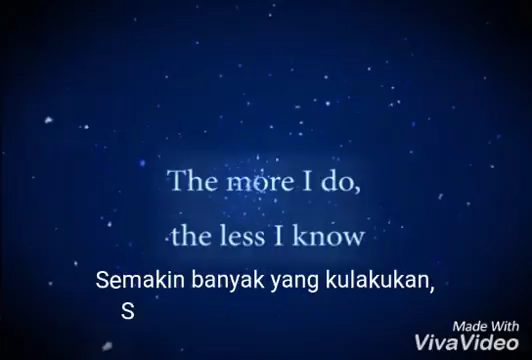 The more I do,
the less I know
Semakin banyak yang kulakukan,
S
Made With
VivaVideo